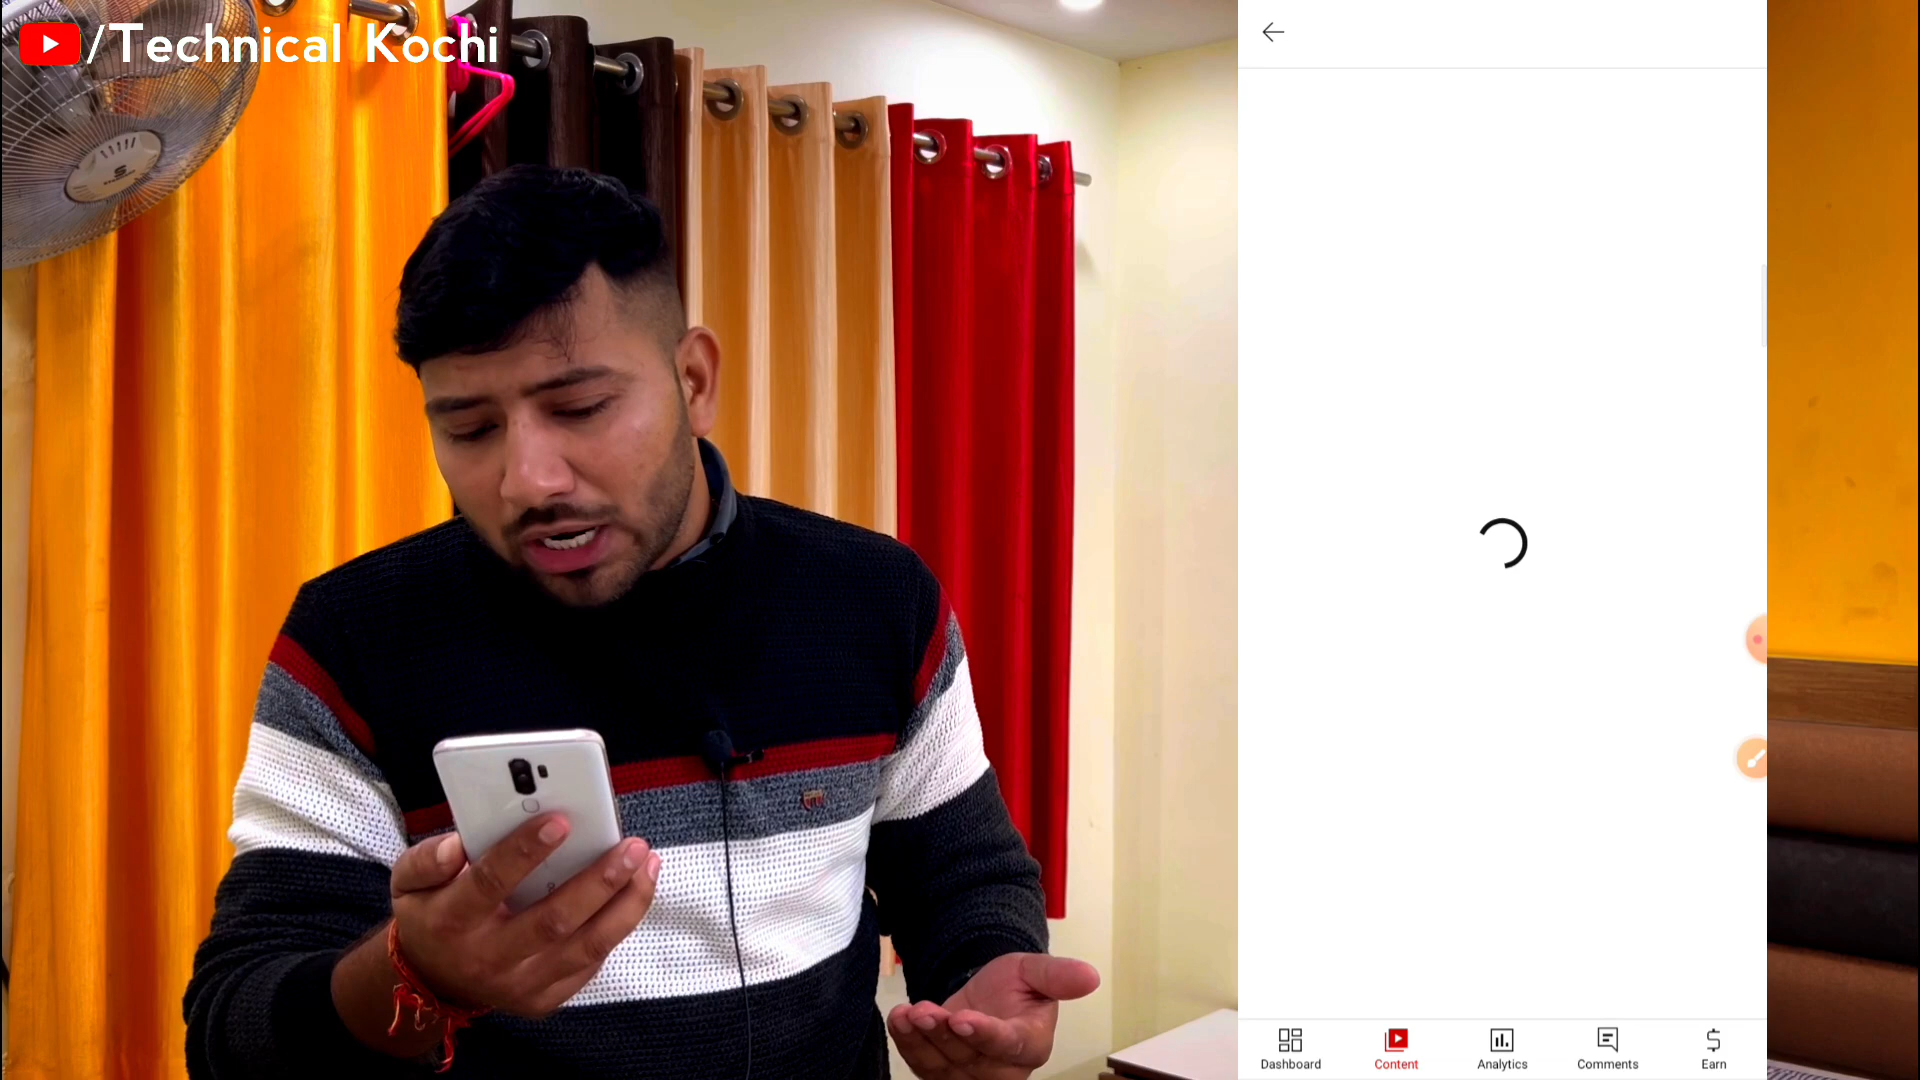 /Technical Kochi
Dashboard
Content
Analytics
Comments
Earn